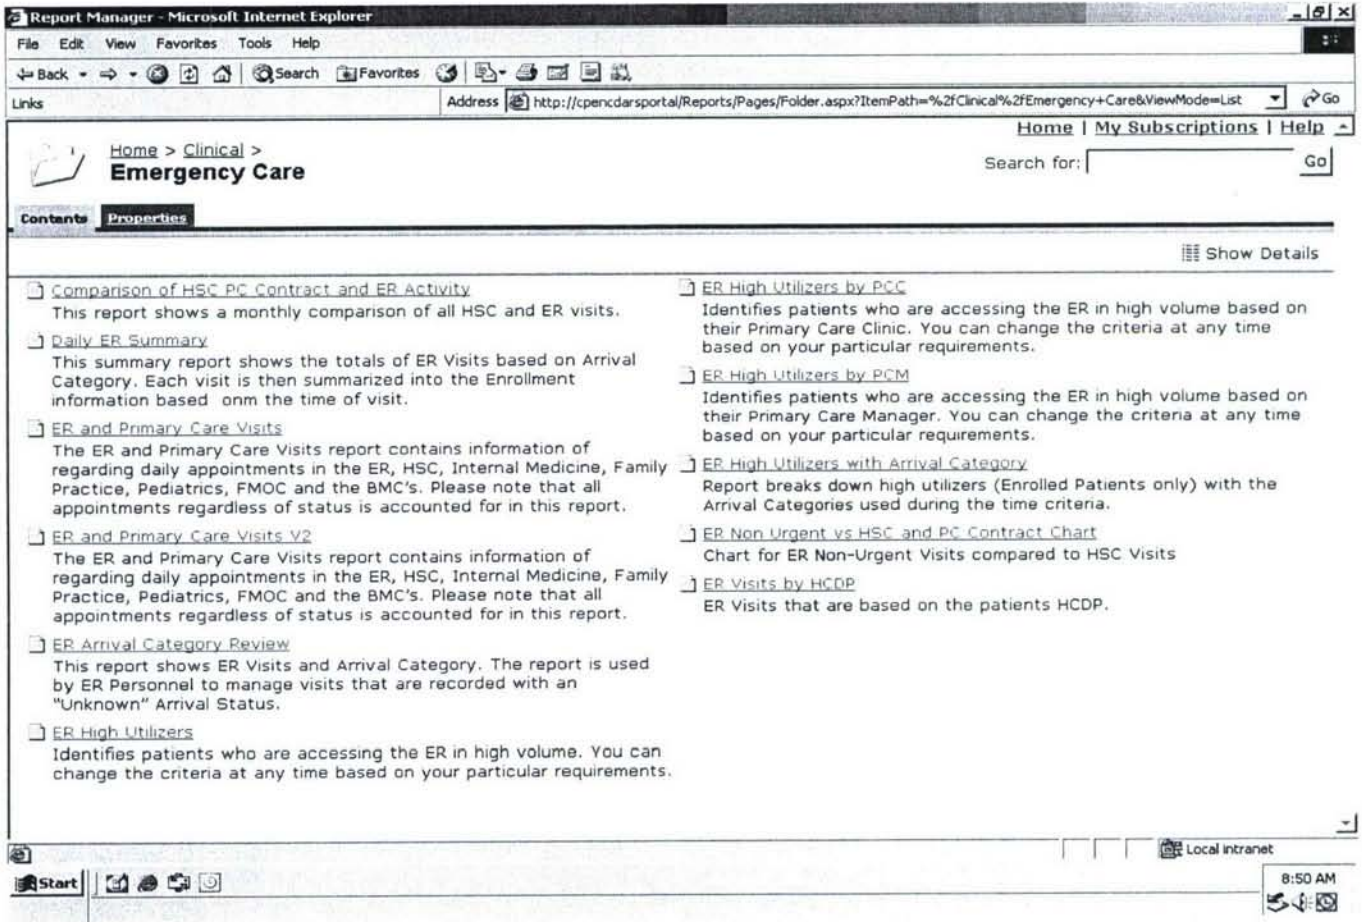 Report Manager - Microsoft Internet Explorer
File Edit View Favorites Tools Help
Back Search Favorites
Links Address http://cpencdarsportal/Reports/Pages/Folder.aspx?ItemPath=%2fClinical%2fEmergency+Care&ViewMode=List Go
Home | My Subscriptions | Help
Home > Clinical >
Emergency Care
Search for: Go
Contents Properties
Show Details
Comparison of HSC PC Contract and ER Activity
This report shows a monthly comparison of all HSC and ER visits.
Daily ER Summary
This summary report shows the totals of ER Visits based on Arrival
Category. Each visit is then summarized into the Enrollment
information based onm the time of visit.
ER and Primary Care Visits
The ER and Primary Care Visits report contains information of
regarding daily appointments in the ER, HSC, Internal Medicine, Family
Practice, Pediatrics, FMOC and the BMC's. Please note that all
appointments regardless of status is accounted for in this report.
ER and Primary Care Visits V2
The ER and Primary Care Visits report contains information of
regarding daily appointments in the ER, HSC, Internal Medicine, Family
Practice, Pediatrics, FMOC and the BMC's. Please note that all
appointments regardless of status is accounted for in this report.
ER Arrival Category Review
This report shows ER Visits and Arrival Category. The report is used
by ER Personnel to manage visits that are recorded with an
"Unknown" Arrival Status.
ER High Utilizers
Identifies patients who are accessing the ER in high volume. You can
change the criteria at any time based on your particular requirements.
ER High Utilizers by PCC
Identifies patients who are accessing the ER in high volume based on
their Primary Care Clinic. You can change the criteria at any time
based on your particular requirements.
ER High Utilizers by PCM
Identifies patients who are accessing the ER in high volume based on
their Primary Care Manager. You can change the criteria at any time
based on your particular requirements.
ER High Utilizers with Arrival Category
Report breaks down high utilizers (Enrolled Patients only) with the
Arrival Categories used during the time criteria.
ER Non Urgent vs HSC and PC Contract Chart
Chart for ER Non-Urgent Visits compared to HSC Visits
ER Visits by HCDP
ER Visits that are based on the patients HCDP.
Local intranet
Start
8:50 AM